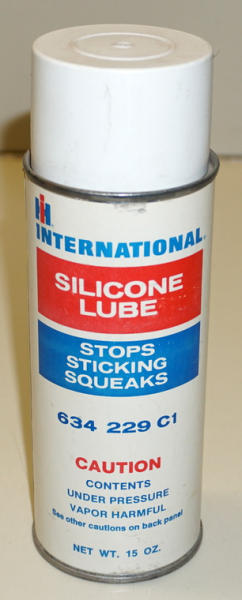 IH
INTERNATIONAL
SILICONE
LUBE
STOPS
STICKING
SQUEAKS
634 229 C1
CAUTION
CONTENTS
UNDER PRESSURE
VAPOR HARMFUL
See other cautions on back panel
NET WT. 15 OZ.